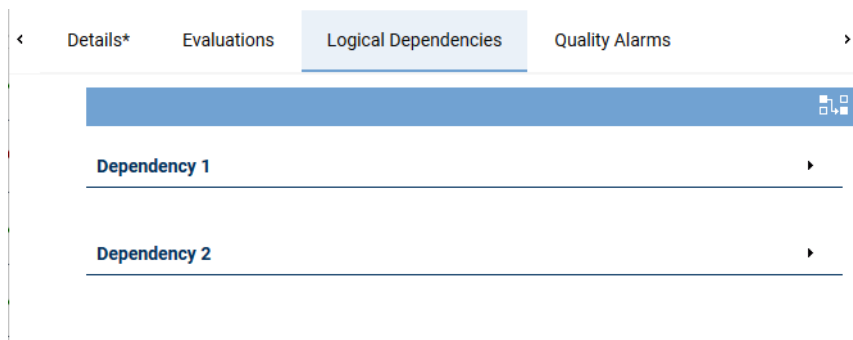 Details* Evaluations Logical Dependencies Quality Alarms
Dependency 1
Dependency 2